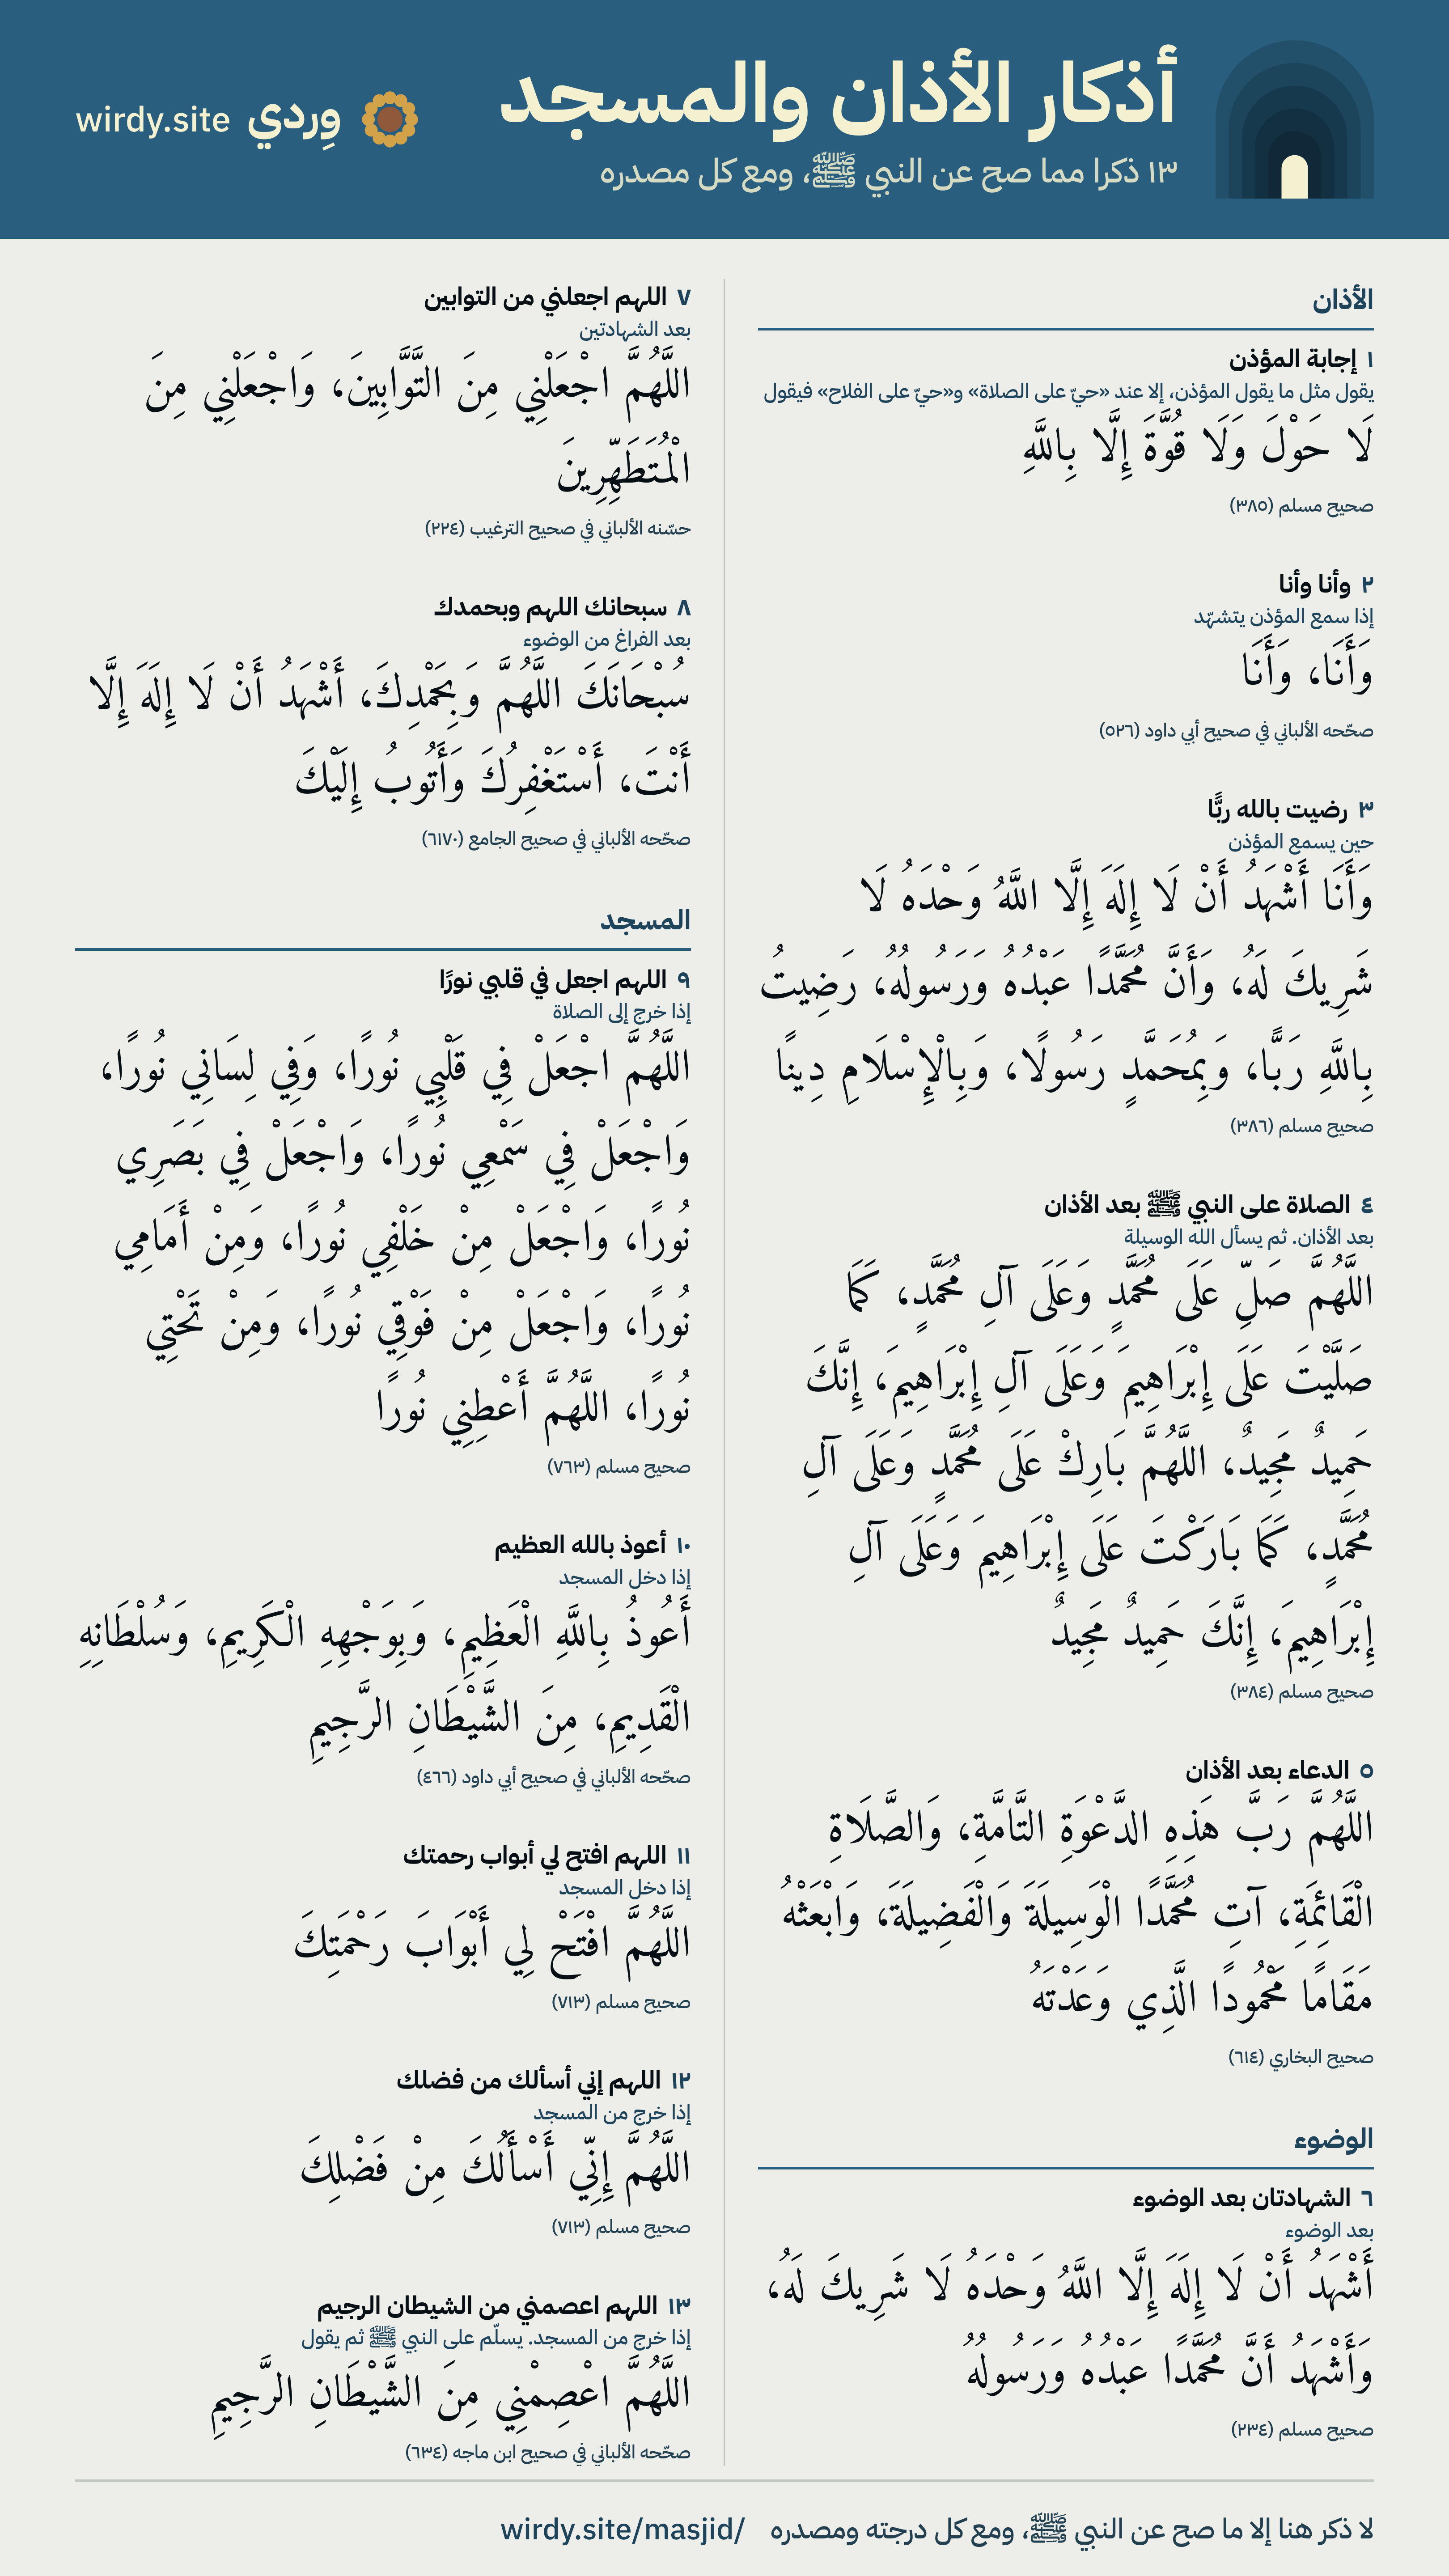 أذكار الأذان والمسجد
١٣ ذكرا مما صح عن النبي ﷺ، ومع كل مصدره
وِردي wirdy.site
الأذان
١ إجابة المؤذن
يقول مثل ما يقول المؤذن، إلا عند «حيّ على الصلاة» و«حيّ على الفلاح» فيقول
لَا حَوْلَ وَلَا قُوَّةَ إِلَّا بِاللَّهِ
صحيح مسلم (٣٨٥)
٢ وأنا وأنا
إذا سمع المؤذن يتشهّد
وَأَنَا، وَأَنَا
صحّحه الألباني في صحيح أبي داود (٥٢٦)
٣ رضيت بالله ربًّا
حين يسمع المؤذن
وَأَنَا أَشْهَدُ أَنْ لَا إِلَهَ إِلَّا اللَّهُ وَحْدَهُ لَا
شَرِيكَ لَهُ، وَأَنَّ مُحَمَّدًا عَبْدُهُ وَرَسُولُهُ، رَضِيتُ
بِاللَّهِ رَبًّا، وَبِمُحَمَّدٍ رَسُولًا، وَبِالْإِسْلَامِ دِينًا
صحيح مسلم (٣٨٦)
٤ الصلاة على النبي ﷺ بعد الأذان
بعد الأذان. ثم يسأل الله الوسيلة
اللَّهُمَّ صَلِّ عَلَى مُحَمَّدٍ وَعَلَى آلِ مُحَمَّدٍ، كَمَا
صَلَّيْتَ عَلَى إِبْرَاهِيمَ وَعَلَى آلِ إِبْرَاهِيمَ، إِنَّكَ
حَمِيدٌ مَجِيدٌ، اللَّهُمَّ بَارِكْ عَلَى مُحَمَّدٍ وَعَلَى آلِ
مُحَمَّدٍ، كَمَا بَارَكْتَ عَلَى إِبْرَاهِيمَ وَعَلَى آلِ
إِبْرَاهِيمَ، إِنَّكَ حَمِيدٌ مَجِيدٌ
صحيح مسلم (٣٨٤)
٥ الدعاء بعد الأذان
اللَّهُمَّ رَبَّ هَذِهِ الدَّعْوَةِ التَّامَّةِ، وَالصَّلَاةِ
الْقَائِمَةِ، آتِ مُحَمَّدًا الْوَسِيلَةَ وَالْفَضِيلَةَ، وَابْعَثْهُ
مَقَامًا مَحْمُودًا الَّذِي وَعَدْتَهُ
صحيح البخاري (٦١٤)
الوضوء
٦ الشهادتان بعد الوضوء
بعد الوضوء
أَشْهَدُ أَنْ لَا إِلَهَ إِلَّا اللَّهُ وَحْدَهُ لَا شَرِيكَ لَهُ،
وَأَشْهَدُ أَنَّ مُحَمَّدًا عَبْدُهُ وَرَسُولُهُ
صحيح مسلم (٢٣٤)
٧ اللهم اجعلني من التوابين
بعد الشهادتين
اللَّهُمَّ اجْعَلْنِي مِنَ التَّوَّابِينَ، وَاجْعَلْنِي مِنَ
الْمُتَطَهِّرِينَ
حسّنه الألباني في صحيح الترغيب (٢٢٤)
٨ سبحانك اللهم وبحمدك
بعد الفراغ من الوضوء
سُبْحَانَكَ اللَّهُمَّ وَبِحَمْدِكَ، أَشْهَدُ أَنْ لَا إِلَهَ إِلَّا
أَنْتَ، أَسْتَغْفِرُكَ وَأَتُوبُ إِلَيْكَ
صحّحه الألباني في صحيح الجامع (٦١٧٠)
المسجد
٩ اللهم اجعل في قلبي نورًا
إذا خرج إلى الصلاة
اللَّهُمَّ اجْعَلْ فِي قَلْبِي نُورًا، وَفِي لِسَانِي نُورًا،
وَاجْعَلْ فِي سَمْعِي نُورًا، وَاجْعَلْ فِي بَصَرِي
نُورًا، وَاجْعَلْ مِنْ خَلْفِي نُورًا، وَمِنْ أَمَامِي
نُورًا، وَاجْعَلْ مِنْ فَوْقِي نُورًا، وَمِنْ تَحْتِي
نُورًا، اللَّهُمَّ أَعْطِنِي نُورًا
صحيح مسلم (٧٦٣)
١٠ أعوذ بالله العظيم
إذا دخل المسجد
أَعُوذُ بِاللَّهِ الْعَظِيمِ، وَبِوَجْهِهِ الْكَرِيمِ، وَسُلْطَانِهِ
الْقَدِيمِ، مِنَ الشَّيْطَانِ الرَّجِيمِ
صحّحه الألباني في صحيح أبي داود (٤٦٦)
١١ اللهم افتح لي أبواب رحمتك
إذا دخل المسجد
اللَّهُمَّ افْتَحْ لِي أَبْوَابَ رَحْمَتِكَ
صحيح مسلم (٧١٣)
١٢ اللهم إني أسألك من فضلك
إذا خرج من المسجد
اللَّهُمَّ إِنِّي أَسْأَلُكَ مِنْ فَضْلِكَ
صحيح مسلم (٧١٣)
١٣ اللهم اعصمني من الشيطان الرجيم
إذا خرج من المسجد. يسلّم على النبي ﷺ ثم يقول
اللَّهُمَّ اعْصِمْنِي مِنَ الشَّيْطَانِ الرَّجِيمِ
صحّحه الألباني في صحيح ابن ماجه (٦٣٤)
لا ذكر هنا إلا ما صح عن النبي ﷺ، ومع كل درجته ومصدره wirdy.site/masjid/